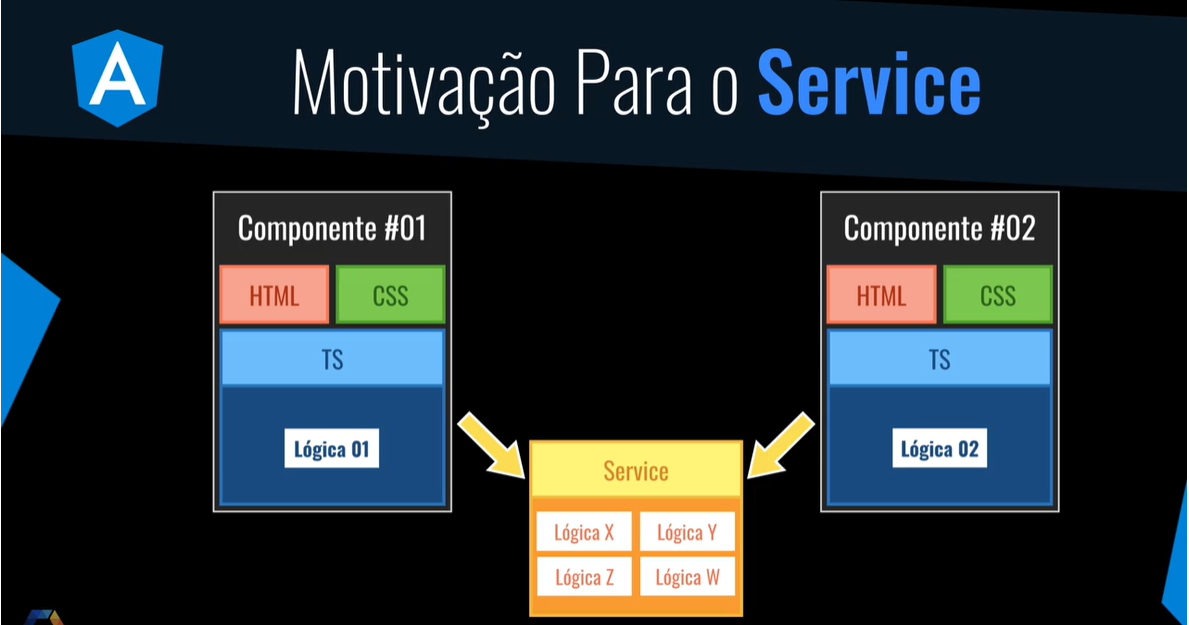 Motivação Para o Service
Componente #01
HTML CSS
TS
Lógica 01
Componente #02
HTML CSS
TS
Lógica 02
Service
Lógica X Lógica Y
Lógica Z Lógica W